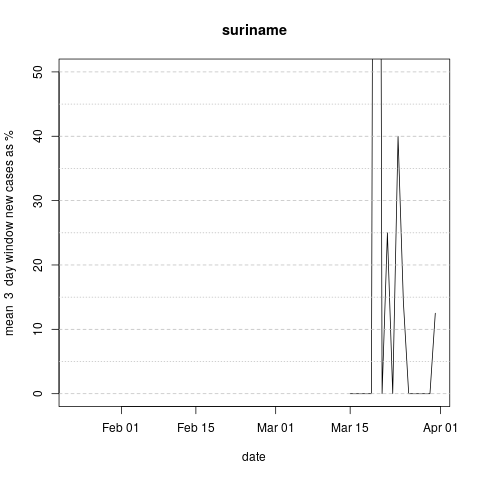 suriname
mean 3 day window new cases as %
50
40
30
20
10
0
Feb 01
Feb 15
Mar 01
Mar 15
Apr 01
date